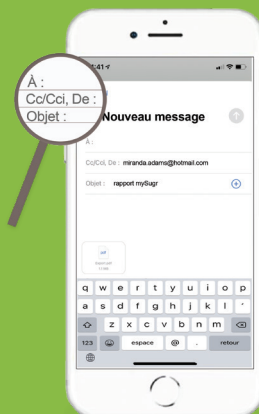 :41
À :
Cc/Cci, De :
Objet :
Nouveau message
À :
Cc/Cci, De : miranda.adams@hotmail.com
Objet : rapport mySugr
pdf
q w e r t y u i o p
a s d f g h j k l ´
z x c v b n m
123 espace @ . retour